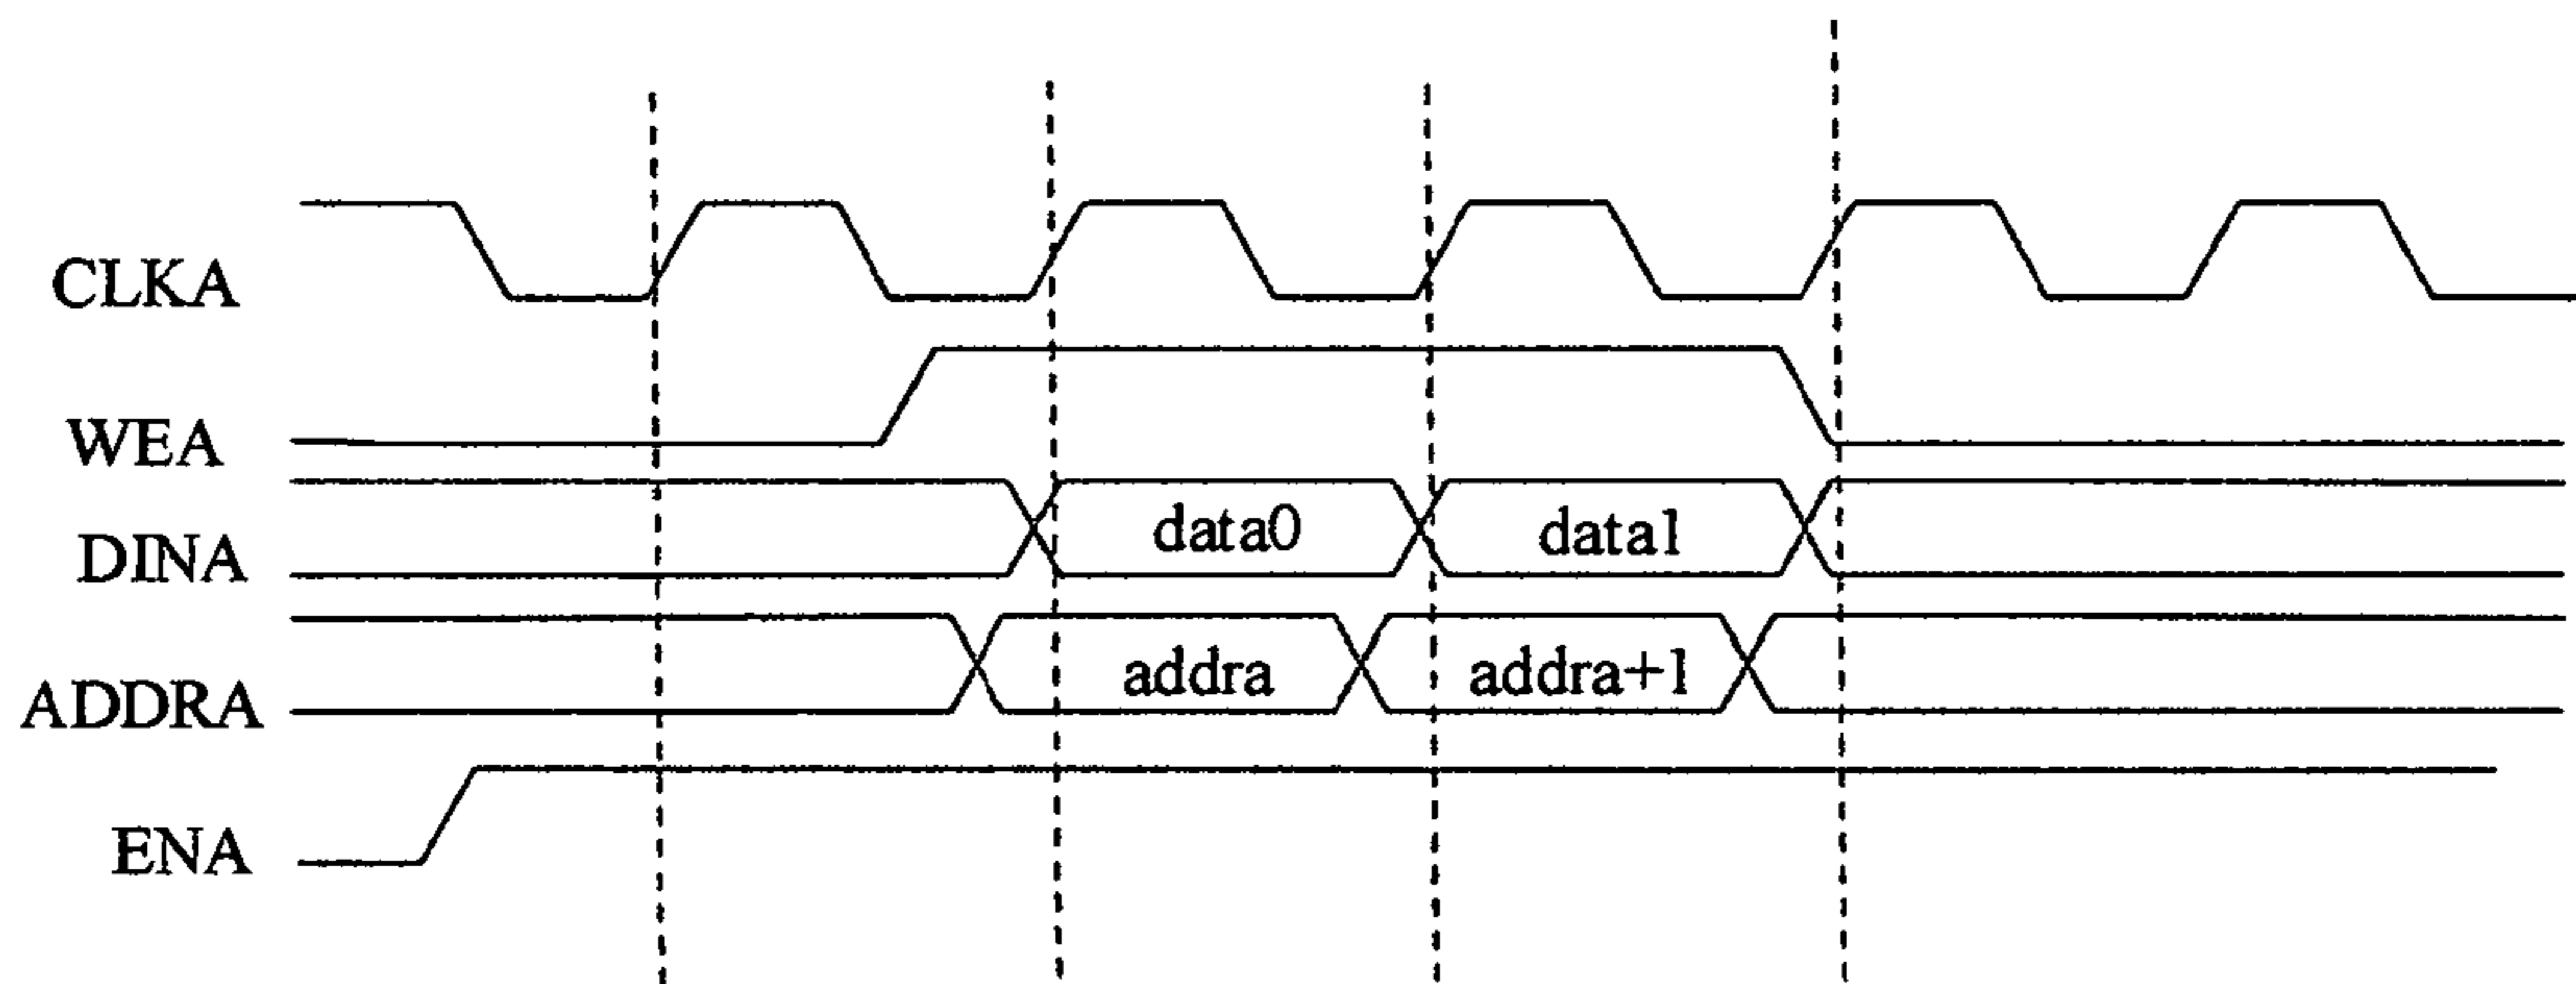 CLKA
WEA
DINA data0 data1
ADDRA addra addra+1
ENA